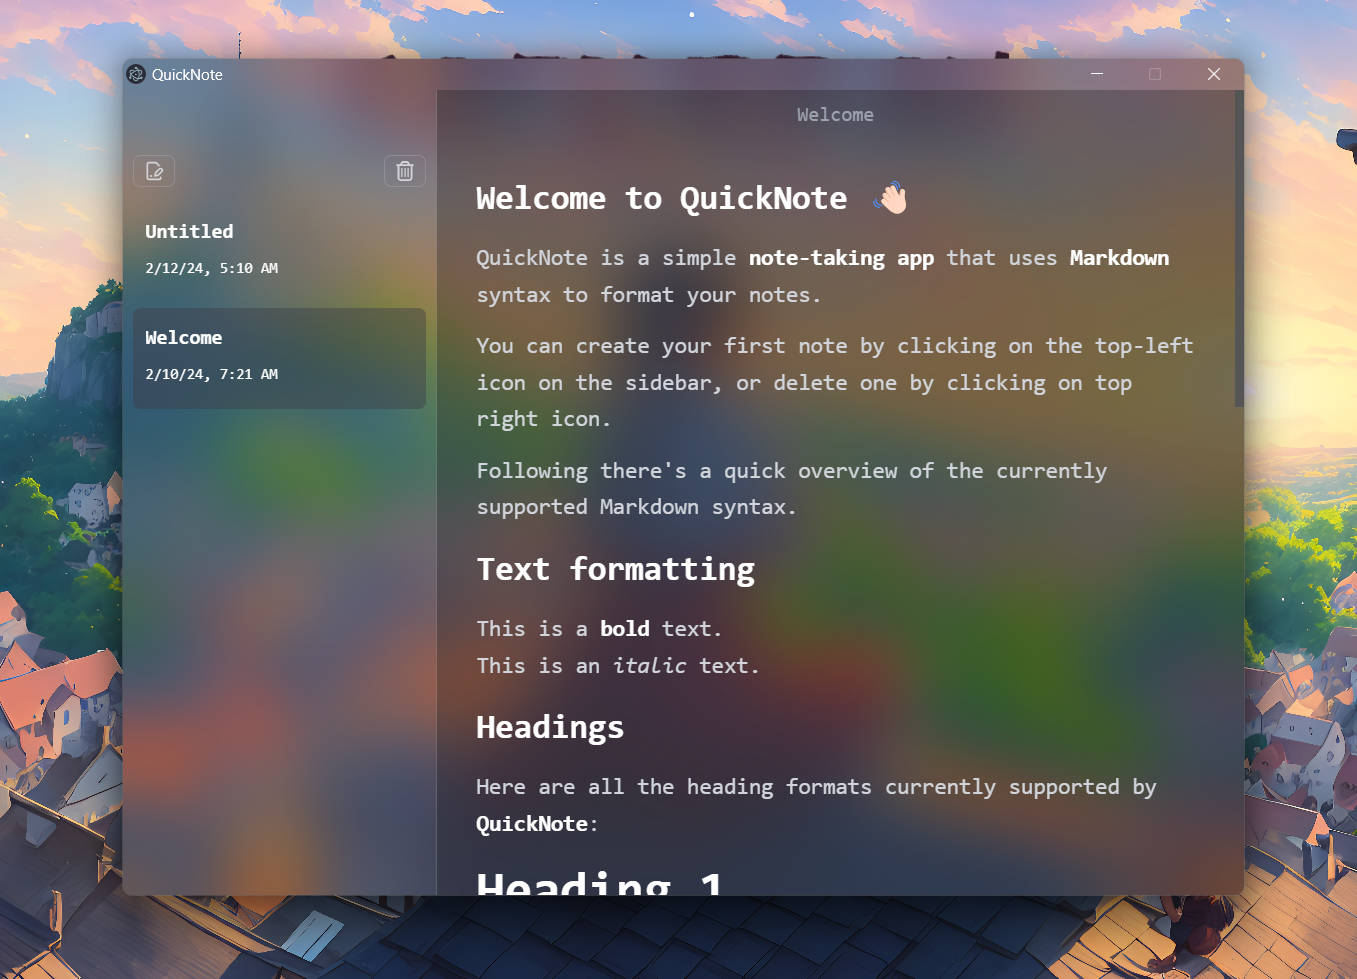 QuickNote
Untitled
2/12/24, 5:10 AM
Welcome
2/10/24, 7:21 AM
Welcome
Welcome to QuickNote 👋🏻
QuickNote is a simple note-taking app that uses Markdown
syntax to format your notes.
You can create your first note by clicking on the top-left
icon on the sidebar, or delete one by clicking on top
right icon.
Following there's a quick overview of the currently
supported Markdown syntax.
Text formatting
This is a bold text.
This is an italic text.
Headings
Here are all the heading formats currently supported by
QuickNote:
Heading 1